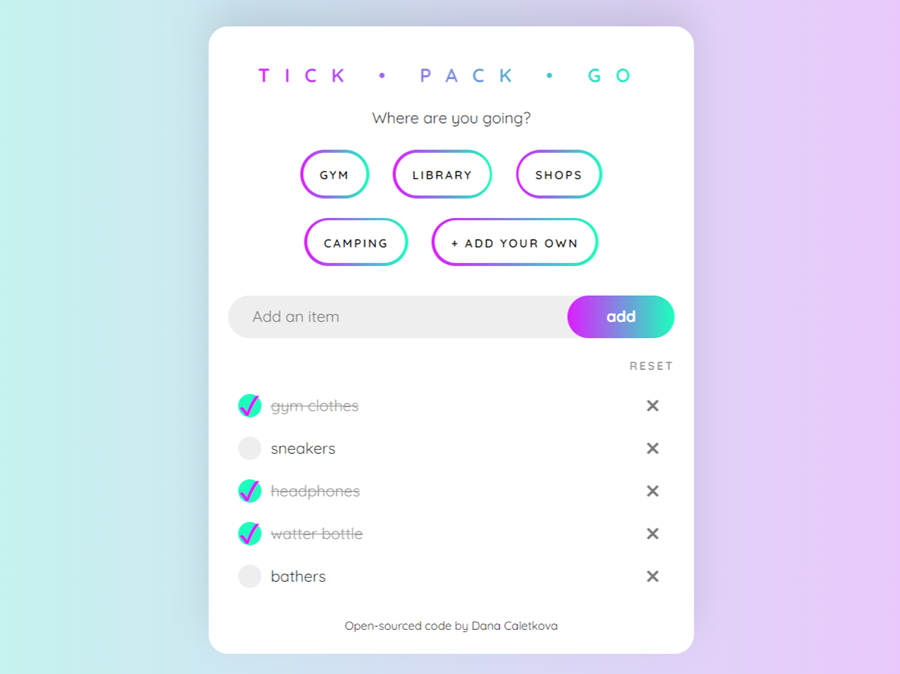 TICK • PACK • GO
Where are you going?
GYM LIBRARY SHOPS
CAMPING + ADD YOUR OWN
Add an item add
RESET
gym clothes
sneakers
headphones
watter bottle
bathers
Open-sourced code by Dana Caletkova